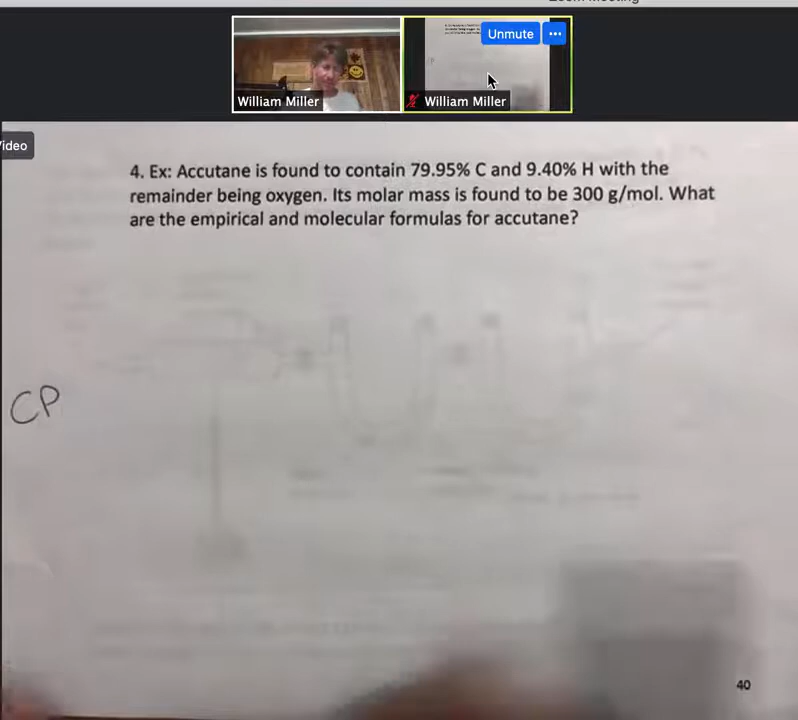 Unmute
William Miller
William Miller
ideo
4. Ex: Accutane is found to contain 79.95% C and 9.40% H with the
remainder being oxygen. Its molar mass is found to be 300 g/mol. What
are the empirical and molecular formulas for accutane?
CP
40